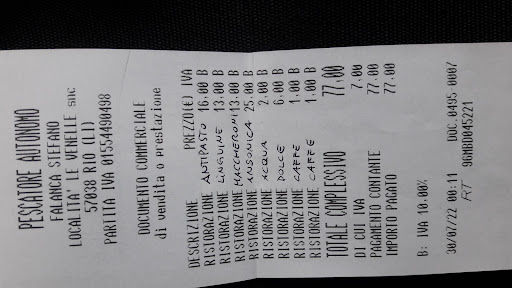 PESCATORE AUTONOMO
FALANCA STEFANO
LOCALITA' LE VENELLE snc
57038 RIO (LI)
PARTITA IVA 01554490498
DOCUMENTO COMMERCIALE
di vendita o prestazione
DESCRIZIONE PREZZO(€) IVA
RISTORAZIONE ANTIPASTO 16.00 B
RISTORAZIONE LINGUINE 13.00 B
RISTORAZIONE MACCHERONI 13.00 B
RISTORAZIONE ANSONICA 25.00 B
RISTORAZIONE ACQUA 2.00 B
RISTORAZIONE DOLCE 6.00 B
RISTORAZIONE CAFFÈ 1.00 B
RISTORAZIONE CAFFÈ 1.00 B
TOTALE COMPLESSIVO 77,00
DI CUI IVA 7.00
PAGAMENTO CONTANTE 77.00
IMPORTO PAGATO 77.00
B: IVA 10.00%
30/07/22 00:11 DOC.0495 0007
RT 96MBD045221